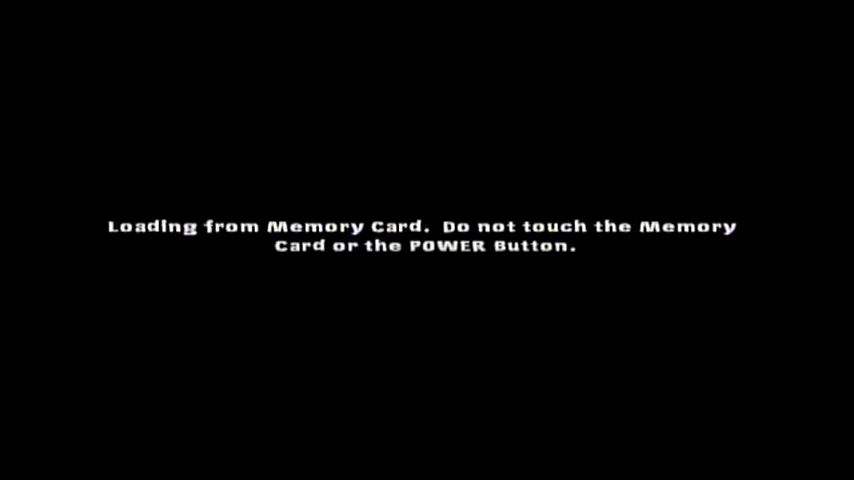 Loading from Memory Card.  Do not touch the Memory
Card or the POWER Button.